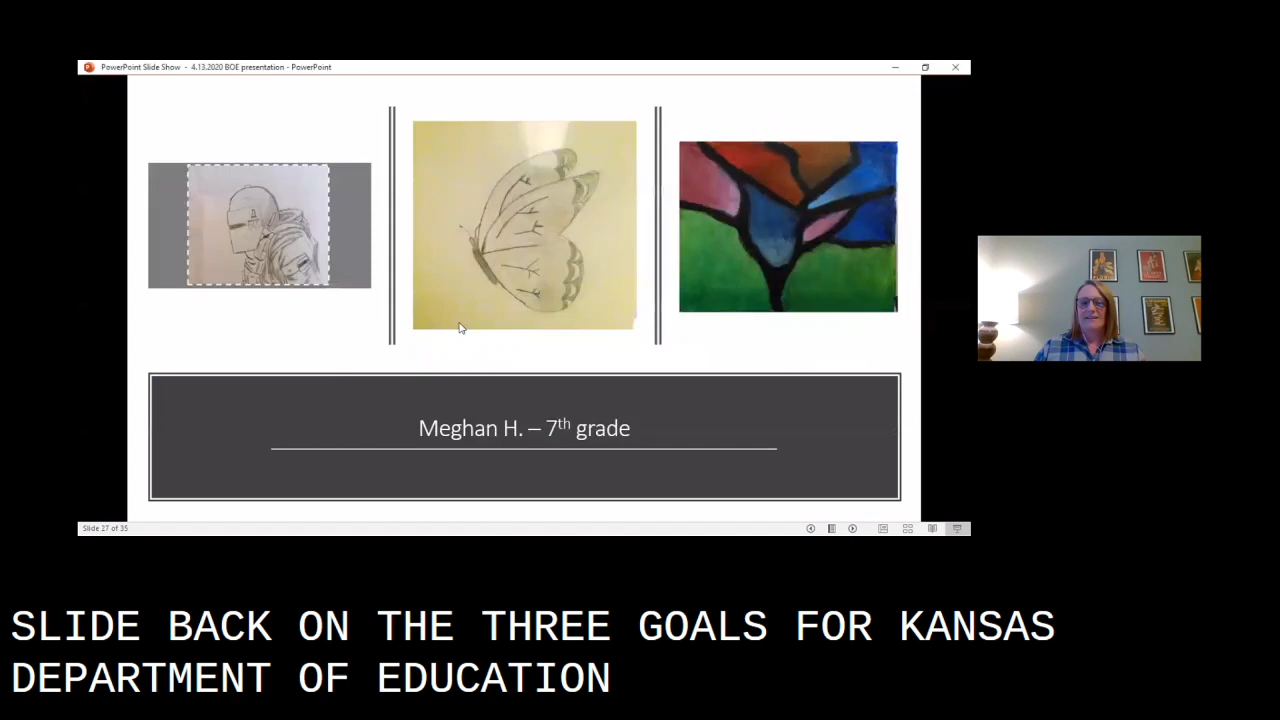 PowerPoint Slide Show - 4.13.2020 BOE presentation - PowerPoint
Meghan H. – 7th grade
Slide 27 of 35
SLIDE BACK ON THE THREE GOALS FOR KANSAS
DEPARTMENT OF EDUCATION